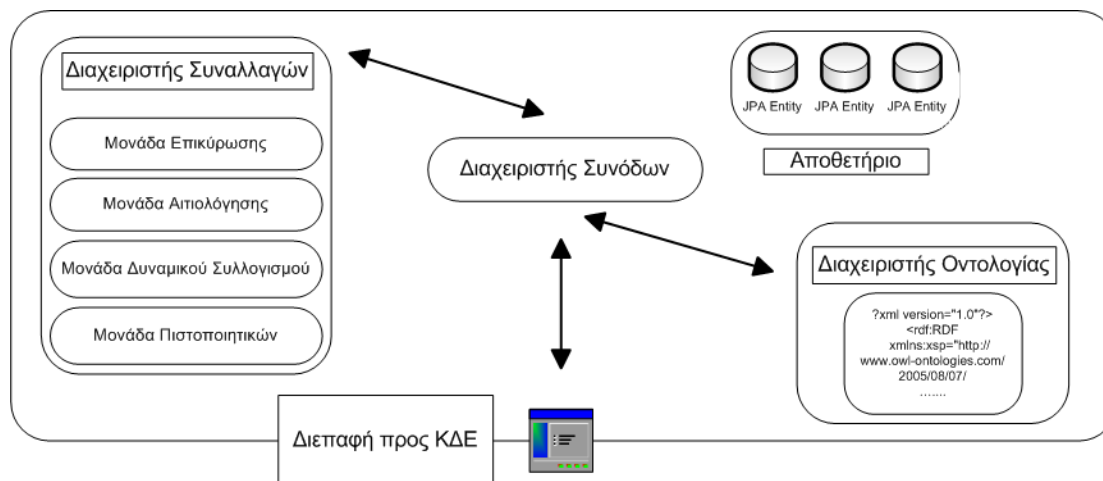 Διαχειριστής Συναλλαγών
Μονάδα Επικύρωσης
Μονάδα Αιτιολόγησης
Μονάδα Δυναμικού Συλλογισμού
Μονάδα Πιστοποιητικών
Διαχειριστής Συνόδων
JPA Entity JPA Entity JPA Entity
Αποθετήριο
Διαχειριστής Οντολογίας
?xml version="1.0"?>
<rdf:RDF
xmlns:xsp="http://
www.owl-ontologies.com/
2005/08/07/
.......
Διεπαφή προς ΚΔΕ